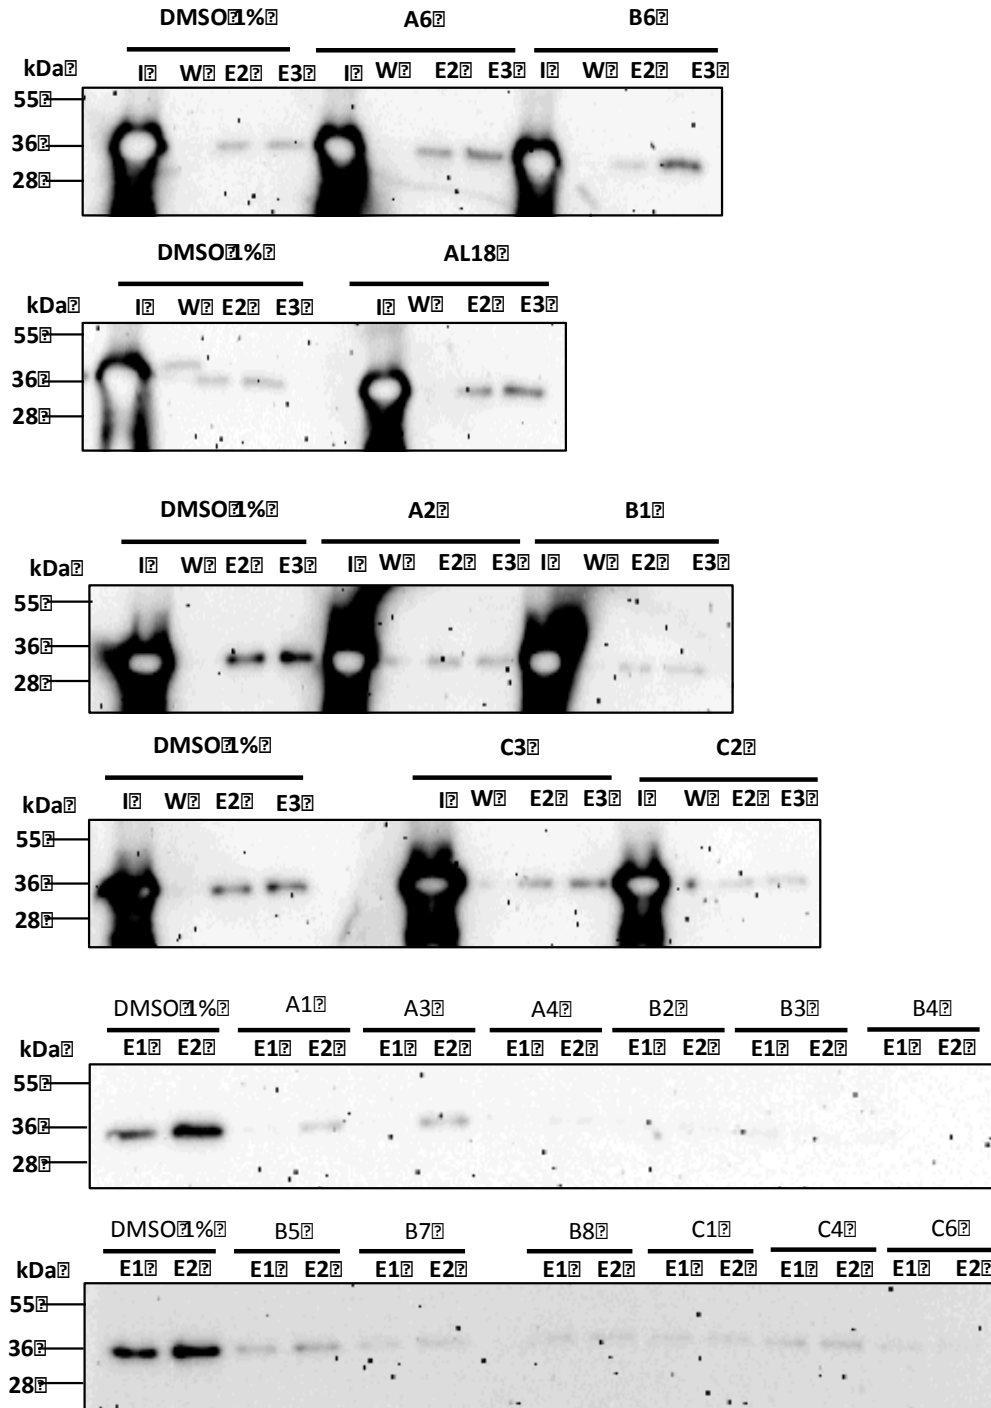 DMSO 1% A6 B6
kDa I W E2 E3 I W E2 E3 I W E2 E3
55
36
28
DMSO 1% AL18
kDa I W E2 E3 I W E2 E3
55
36
28
DMSO 1% A2 B1
kDa I W E2 E3 I W E2 E3 I W E2 E3
55
36
28
DMSO 1% C3 C2
kDa I W E2 E3 I W E2 E3 I W E2 E3
55
36
28
DMSO 1% A1 A3 A4 B2 B3 B4
kDa E1 E2 E1 E2 E1 E2 E1 E2 E1 E2 E1 E2 E1 E2
55
36
28
DMSO 1% B5 B7 B8 C1 C4 C6
kDa E1 E2 E1 E2 E1 E2 E1 E2 E1 E2 E1 E2 E1 E2
55
36
28